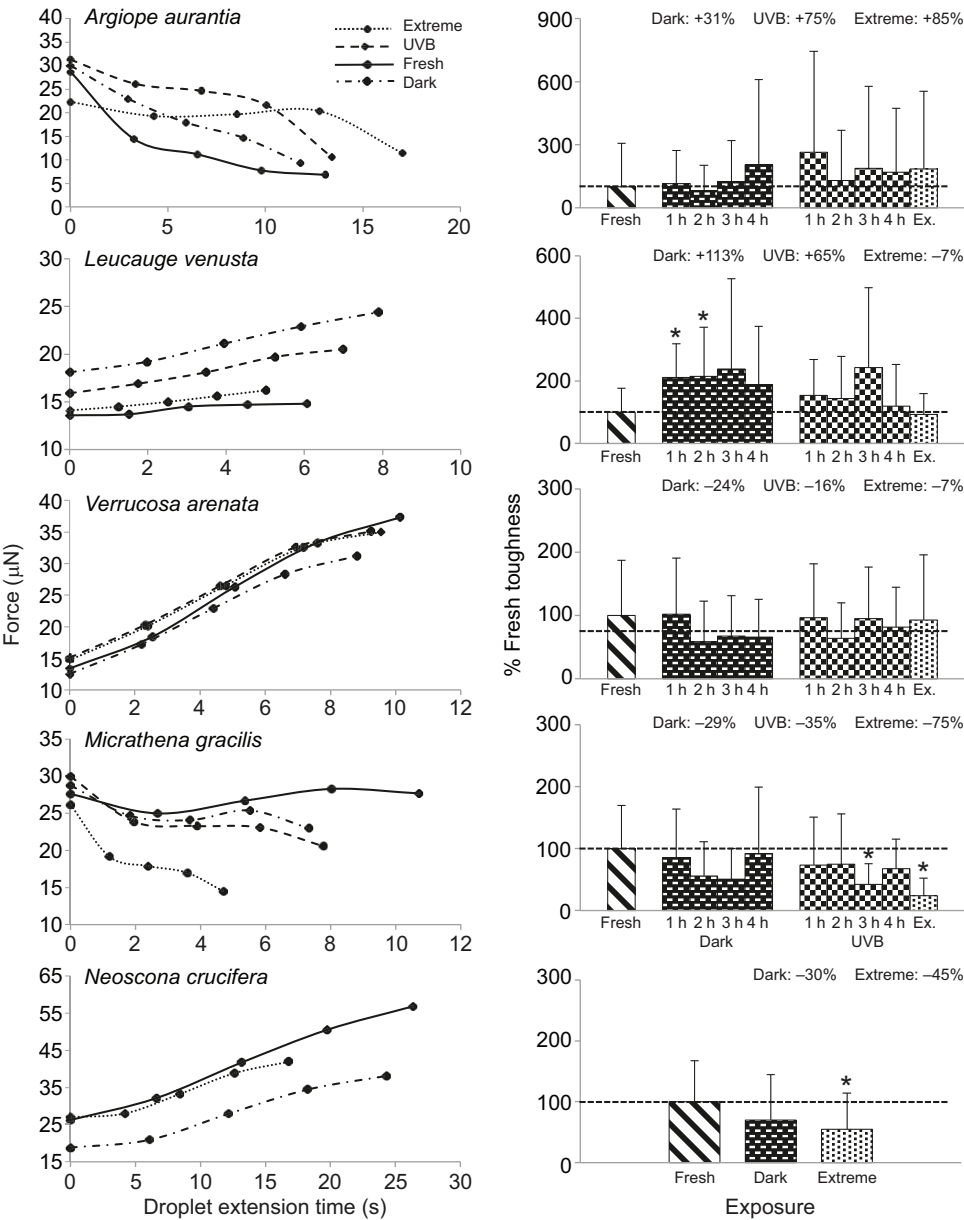 Argiope aurantia
40
35
30
25
20
15
10
5
0
0 5 10 15 20
Extreme
UVB
Fresh
Dark
Dark: +31% UVB: +75% Extreme: +85%
900
600
300
0
Fresh 1 h 2 h 3 h 4 h 1 h 2 h 3 h 4 h Ex.
Leucauge venusta
30
25
20
15
10
0 2 4 6 8 10
Dark: +113% UVB: +65% Extreme: –7%
600
400
200
0
* *
Fresh 1 h 2 h 3 h 4 h 1 h 2 h 3 h 4 h Ex.
Verrucosa arenata
40
35
30
25
20
15
10
0 2 4 6 8 10 12
Force (µN)
Dark: –24% UVB: –16% Extreme: –7%
300
200
100
0
Fresh 1 h 2 h 3 h 4 h 1 h 2 h 3 h 4 h Ex.
% Fresh toughness
Micrathena gracilis
35
30
25
20
15
10
0 2 4 6 8 10 12
Dark: –29% UVB: –35% Extreme: –75%
300
200
100
0
* *
Fresh 1 h 2 h 3 h 4 h 1 h 2 h 3 h 4 h Ex.
Dark UVB
Neoscona crucifera
65
55
45
35
25
15
0 5 10 15 20 25 30
Droplet extension time (s)
Dark: –30% Extreme: –45%
300
200
100
0
*
Fresh Dark Extreme
Exposure